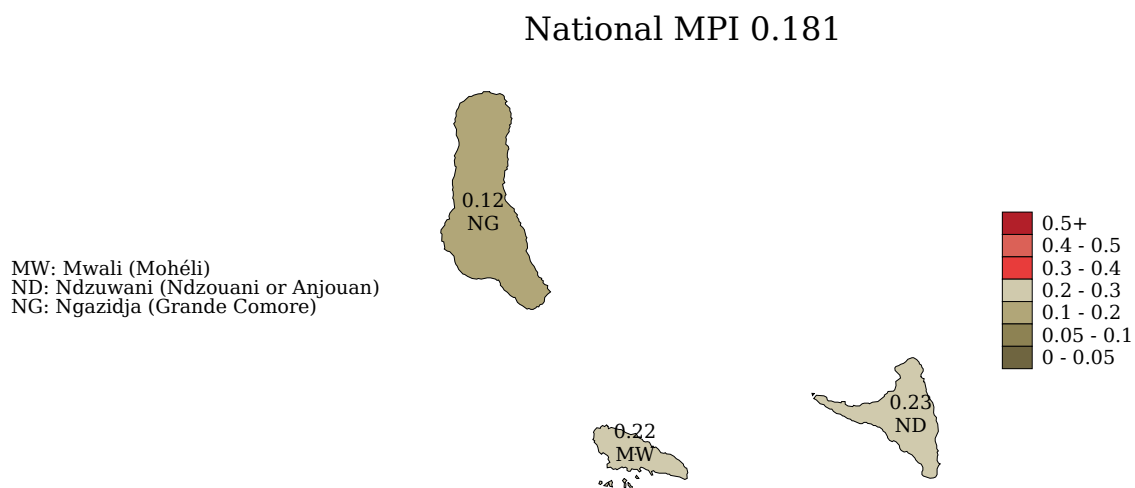 National MPI 0.181
0.12
NG
MW: Mwali (Mohéli)
ND: Ndzuwani (Ndzouani or Anjouan)
NG: Ngazidja (Grande Comore)
0.5+
0.4 - 0.5
0.3 - 0.4
0.2 - 0.3
0.1 - 0.2
0.05 - 0.1
0 - 0.05
0.23
ND
0.22
MW